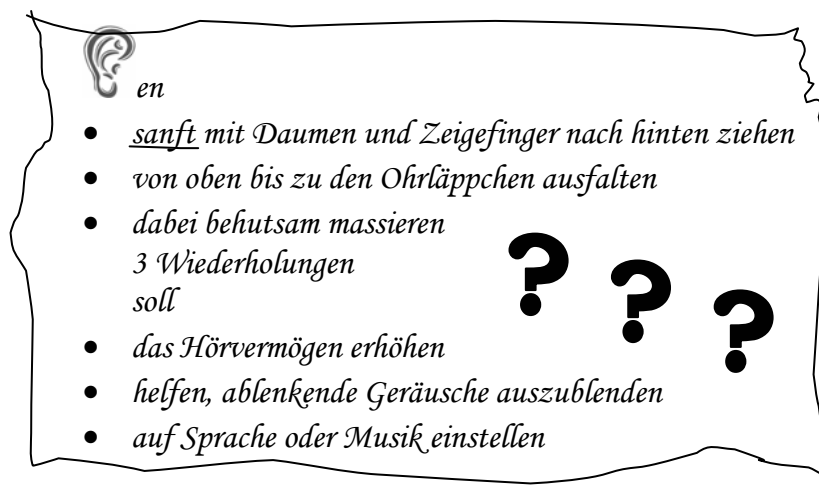 en
• sanft mit Daumen und Zeigefinger nach hinten ziehen
• von oben bis zu den Ohrläppchen ausfalten
• dabei behutsam massieren
3 Wiederholungen
soll
• das Hörvermögen erhöhen
• helfen, ablenkende Geräusche auszublenden
• auf Sprache oder Musik einstellen
? ? ?